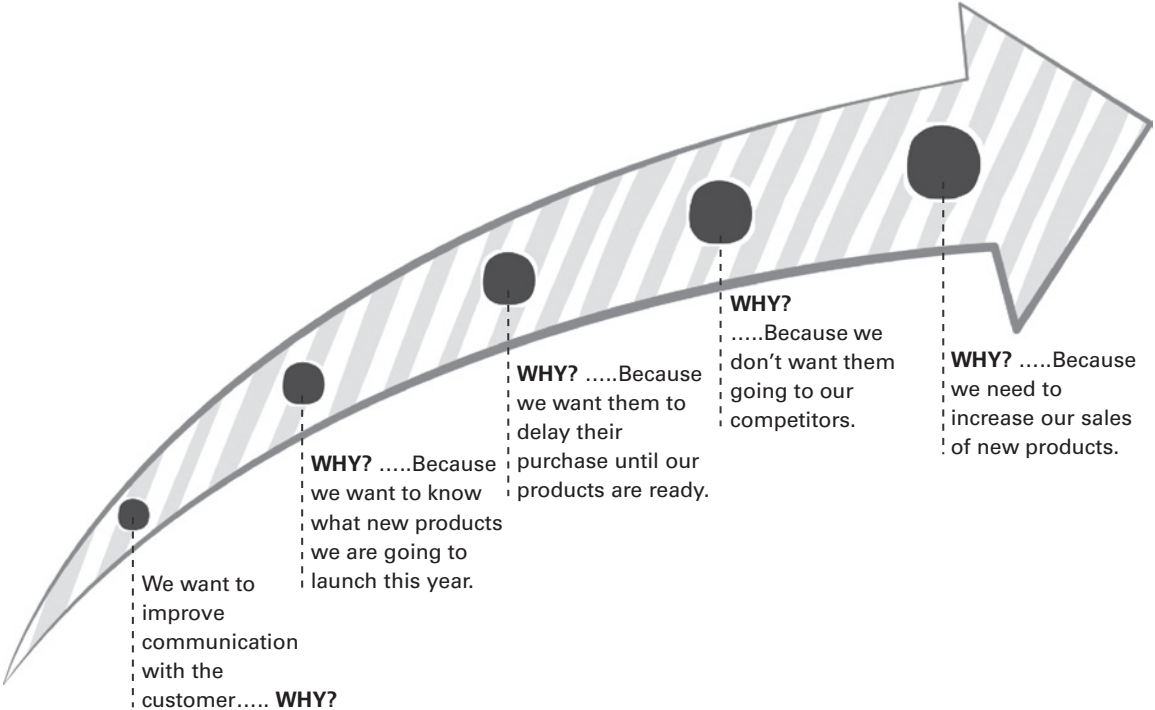 We want to
improve
communication
with the
customer….. WHY?
WHY? …..Because
we want to know
what new products
we are going to
launch this year.
WHY? …..Because
we want them to
delay their
purchase until our
products are ready.
WHY?
…..Because we
don’t want them
going to our
competitors.
WHY? …..Because
we need to
increase our sales
of new products.